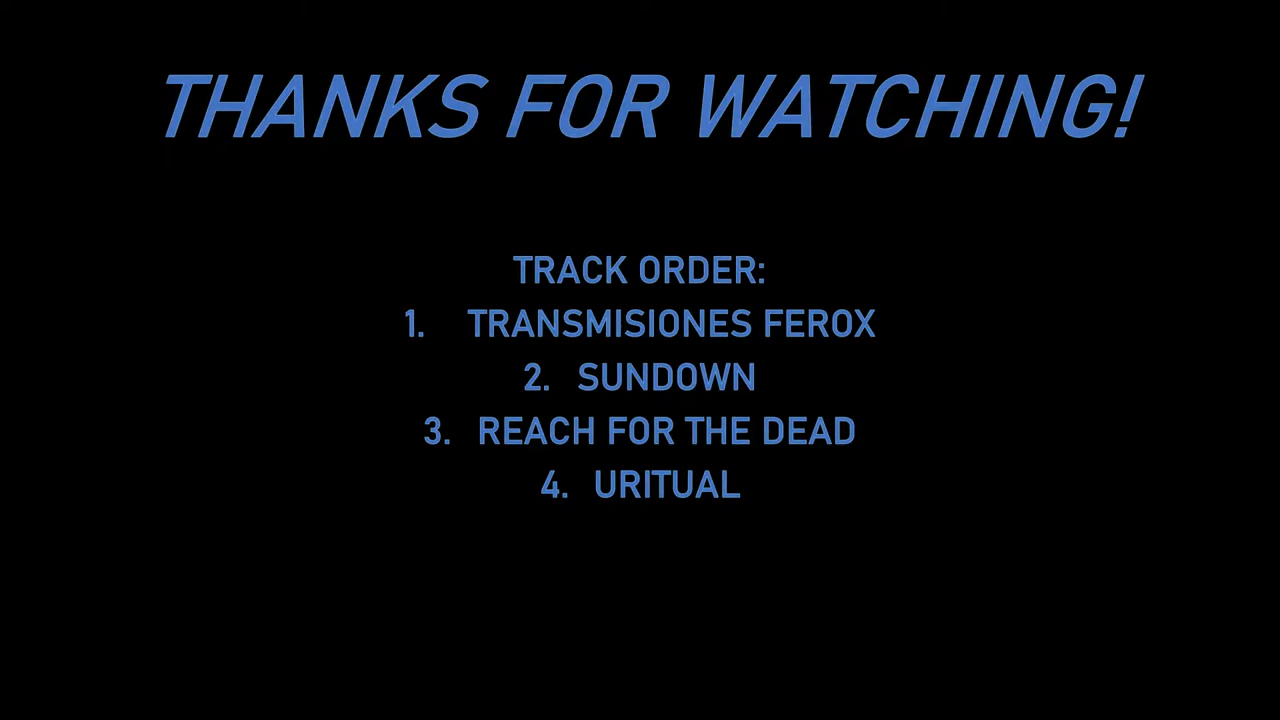 THANKS FOR WATCHING!
TRACK ORDER:
1. TRANSMISIONES FEROX
2. SUNDOWN
3. REACH FOR THE DEAD
4. URITUAL